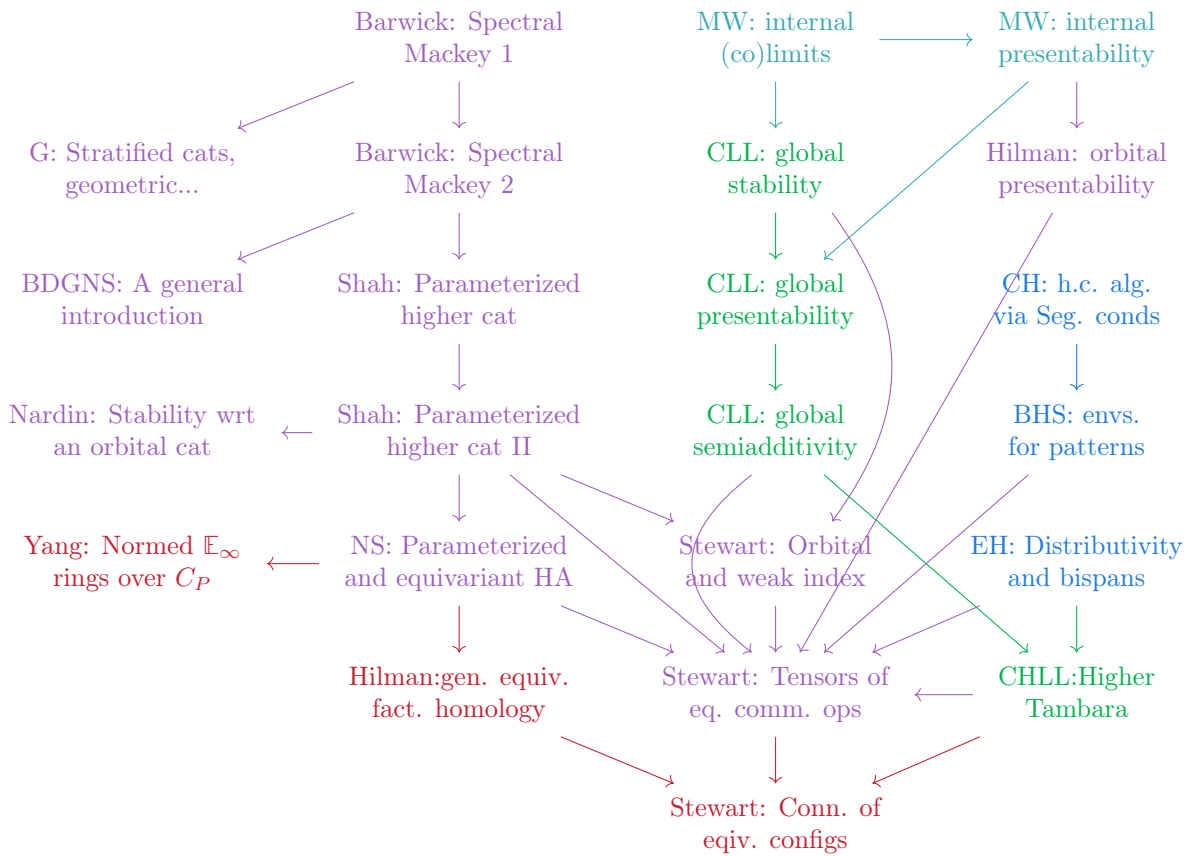 Barwick: Spectral
Mackey 1
MW: internal
(co)limits
MW: internal
presentability
G: Stratified cats,
geometric...
Barwick: Spectral
Mackey 2
CLL: global
stability
Hilman: orbital
presentability
BDGNS: A general
introduction
Shah: Parameterized
higher cat
CLL: global
presentability
CH: h.c. alg.
via Seg. conds
Nardin: Stability wrt
an orbital cat
Shah: Parameterized
higher cat II
CLL: global
semiadditivity
BHS: envs.
for patterns
Yang: Normed 𝔼∞
rings over C_P
NS: Parameterized
and equivariant HA
Stewart: Orbital
and weak index
EH: Distributivity
and bispans
Hilman:gen. equiv.
fact. homology
Stewart: Tensors of
eq. comm. ops
CHLL:Higher
Tambara
Stewart: Conn. of
eqiv. configs